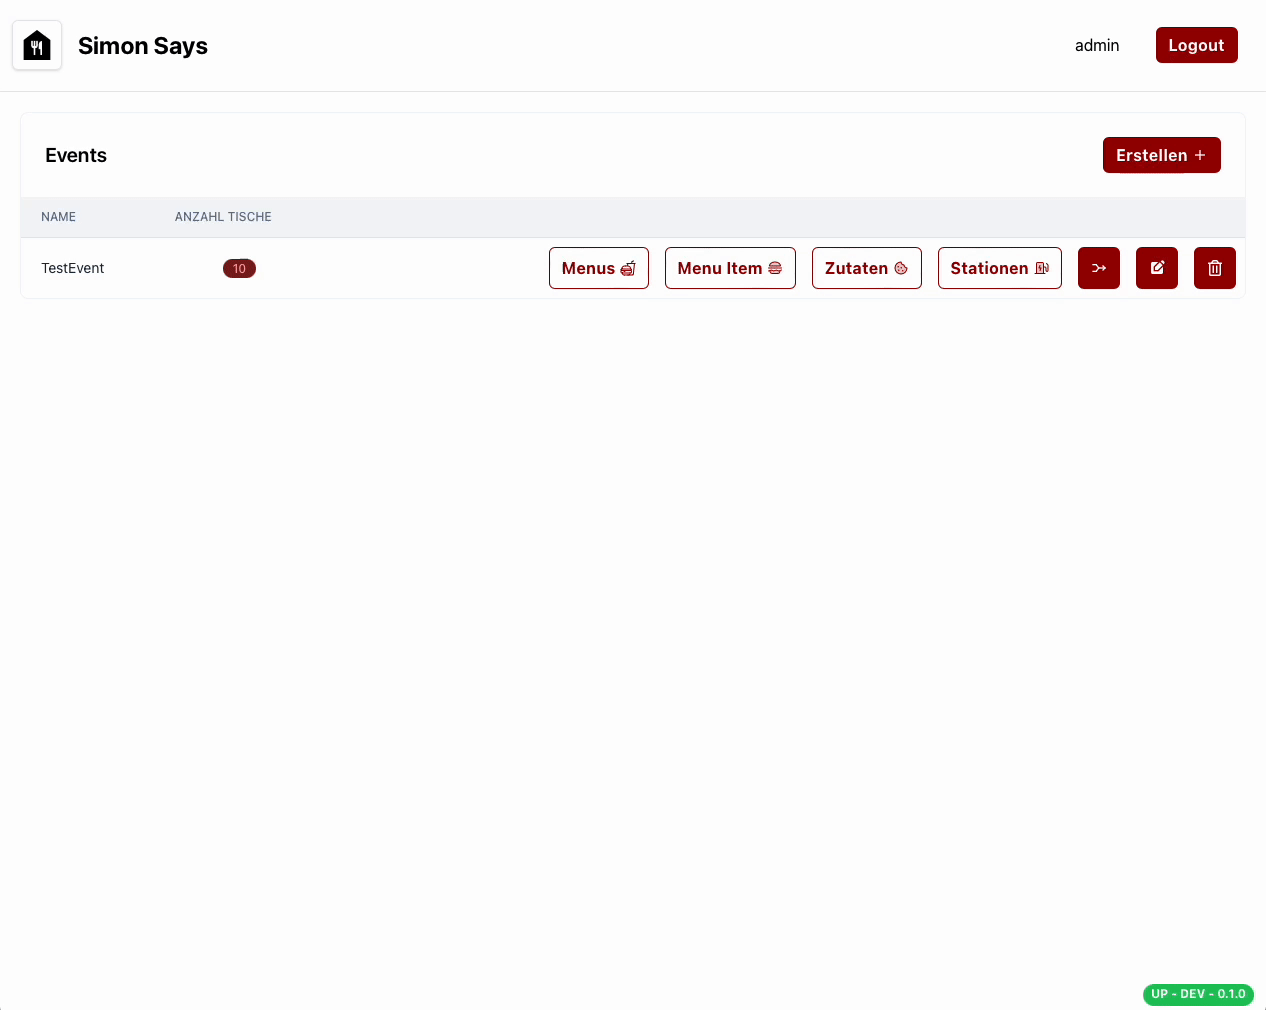 Simon Says
admin
Logout
Events
Erstellen +
NAME ANZAHL TISCHE
TestEvent 10 Menus Menu Item Zutaten Stationen
UP - DEV - 0.1.0